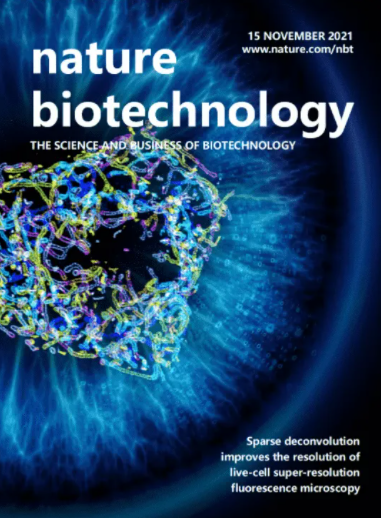 15 NOVEMBER 2021
www.nature.com/nbt
nature
biotechnology
THE SCIENCE AND BUSINESS OF BIOTECHNOLOGY
Sparse deconvolution
improves the resolution of
live-cell super-resolution
fluorescence microscopy